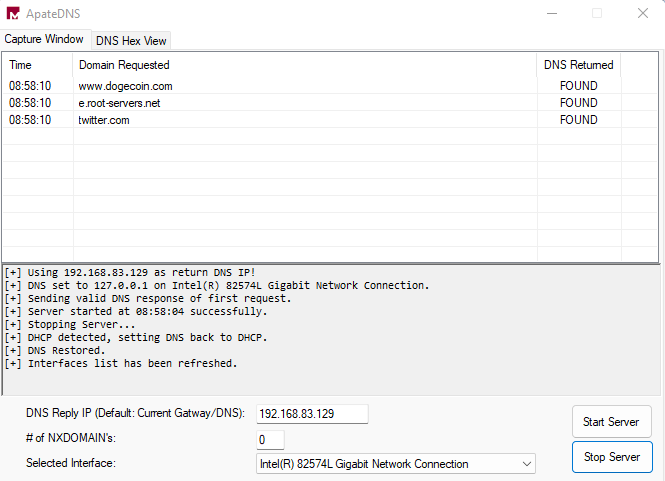 ApateDNS
Capture Window DNS Hex View
Time Domain Requested DNS Returned
08:58:10 www.dogecoin.com FOUND
08:58:10 e.root-servers.net FOUND
08:58:10 twitter.com FOUND
[+] Using 192.168.83.129 as return DNS IP!
[+] DNS set to 127.0.0.1 on Intel(R) 82574L Gigabit Network Connection.
[+] Sending valid DNS response of first request.
[+] Server started at 08:58:04 successfully.
[+] Stopping Server...
[+] DHCP detected, setting DNS back to DHCP.
[+] DNS Restored.
[+] Interfaces list has been refreshed.
DNS Reply IP (Default: Current Gatway/DNS): 192.168.83.129
Start Server
# of NXDOMAIN's: 0
Stop Server
Selected Interface: Intel(R) 82574L Gigabit Network Connection